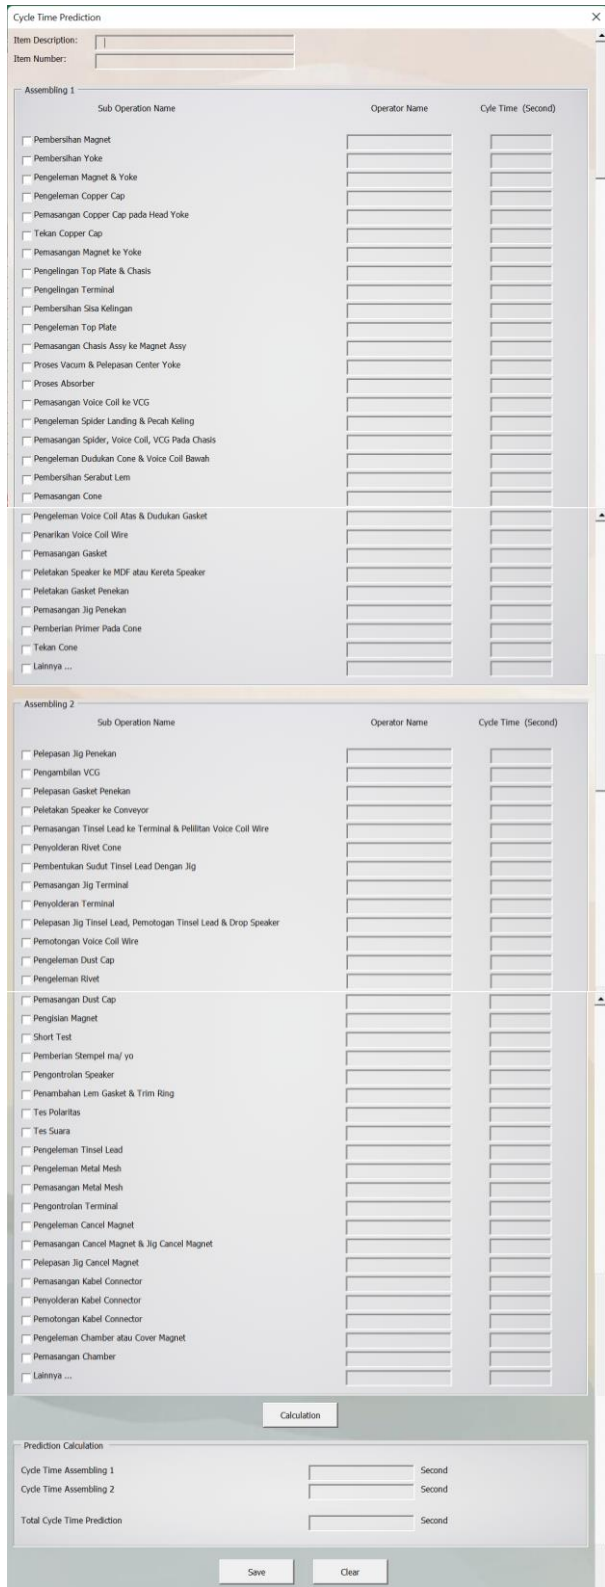 Cycle Time Prediction
Item Description:
Item Number:
Assembling 1
Sub Operation Name Operator Name Cyle Time (Second)
Pembersihan Magnet
Pembersihan Yoke
Pengeleman Magnet & Yoke
Pengeleman Copper Cap
Pemasangan Copper Cap pada Head Yoke
Tekan Copper Cap
Pemasangan Magnet ke Yoke
Pengelingan Top Plate & Chasis
Pengelingan Terminal
Pembersihan Sisa Kelingan
Pengeleman Top Plate
Pemasangan Chasis Assy ke Magnet Assy
Proses Vacum & Pelepasan Center Yoke
Proses Absorber
Pemasangan Voice Coil ke VCG
Pengeleman Spider Landing & Pecah Keling
Pemasangan Spider, Voice Coil, VCG Pada Chasis
Pengeleman Dudukan Cone & Voice Coil Bawah
Pembersihan Serabut Lem
Pemasangan Cone
Pengeleman Voice Coil Atas & Dudukan Gasket
Penarikan Voice Coil Wire
Pemasangan Gasket
Peletakan Speaker ke MDF atau Kereta Speaker
Peletakan Gasket Penekan
Pemasangan Jig Penekan
Pemberian Primer Pada Cone
Tekan Cone
Lainnya ...
Assembling 2
Sub Operation Name Operator Name Cycle Time (Second)
Pelepasan Jig Penekan
Pengambilan VCG
Pelepasan Gasket Penekan
Peletakan Speaker ke Conveyor
Pemasangan Tinsel Lead ke Terminal & Pelilitan Voice Coil Wire
Penyolderan Rivet Cone
Pembentukan Sudut Tinsel Lead Dengan Jig
Pemasangan Jig Terminal
Penyolderan Terminal
Pelepasan Jig Tinsel Lead, Pemotogan Tinsel Lead & Drop Speaker
Pemotongan Voice Coil Wire
Pengeleman Dust Cap
Pengeleman Rivet
Pemasangan Dust Cap
Pengisian Magnet
Short Test
Pemberian Stempel ma/ yo
Pengontrolan Speaker
Penambahan Lem Gasket & Trim Ring
Tes Polaritas
Tes Suara
Pengeleman Tinsel Lead
Pengeleman Metal Mesh
Pemasangan Metal Mesh
Pengontrolan Terminal
Pengeleman Cancel Magnet
Pemasangan Cancel Magnet & Jig Cancel Magnet
Pelepasan Jig Cancel Magnet
Pemasangan Kabel Connector
Penyolderan Kabel Connector
Pemotongan Kabel Connector
Pengeleman Chamber atau Cover Magnet
Pemasangan Chamber
Lainnya ...
Calculation
Prediction Calculation
Cycle Time Assembling 1 Second
Cycle Time Assembling 2 Second
Total Cycle Time Prediction Second
Save Clear